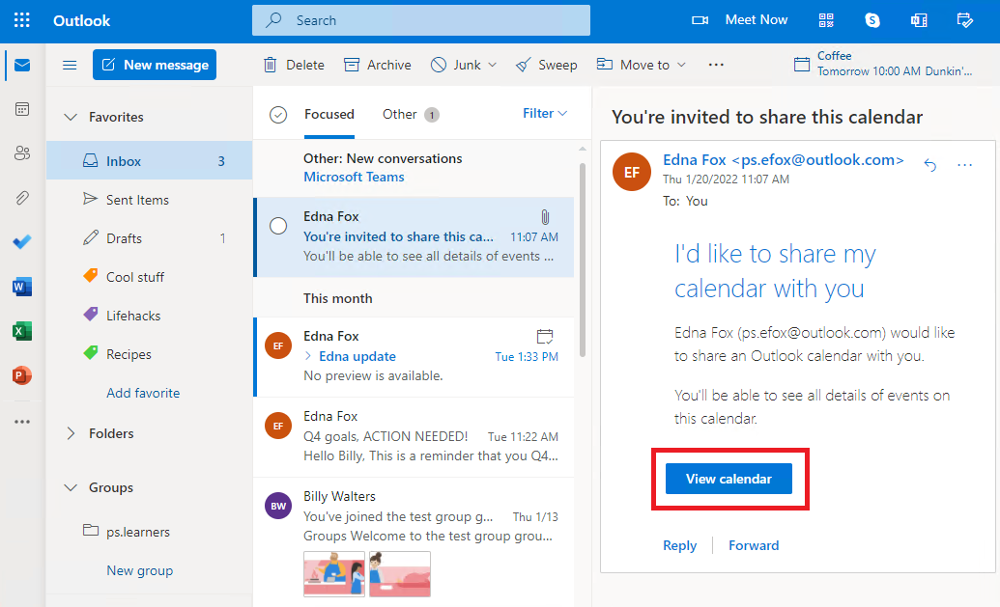 Outlook
Search
Meet Now
New message
Delete
Archive
Junk
Sweep
Move to
Coffee
Tomorrow 10:00 AM Dunkin'...
Favorites
Inbox 3
Sent Items
Drafts 1
Cool stuff
Lifehacks
Recipes
Add favorite
Folders
Groups
ps.learners
New group
Focused
Other 1
Filter
Other: New conversations
Microsoft Teams
Edna Fox
You're invited to share this ca... 11:07 AM
You'll be able to see all details of events ...
This month
EF
Edna Fox
Edna update Tue 1:33 PM
No preview is available.
EF
Edna Fox
Q4 goals, ACTION NEEDED! Tue 11:22 AM
Hello Billy, This is a reminder that you Q4...
BW
Billy Walters
You've joined the test group g... Thu 1/13
Groups Welcome to the test group grou...
You're invited to share this calendar
EF
Edna Fox <ps.efox@outlook.com>
Thu 1/20/2022 11:07 AM
To: You
I'd like to share my
calendar with you
Edna Fox (ps.efox@outlook.com) would like
to share an Outlook calendar with you.
You'll be able to see all details of events on
this calendar.
View calendar
Reply
Forward